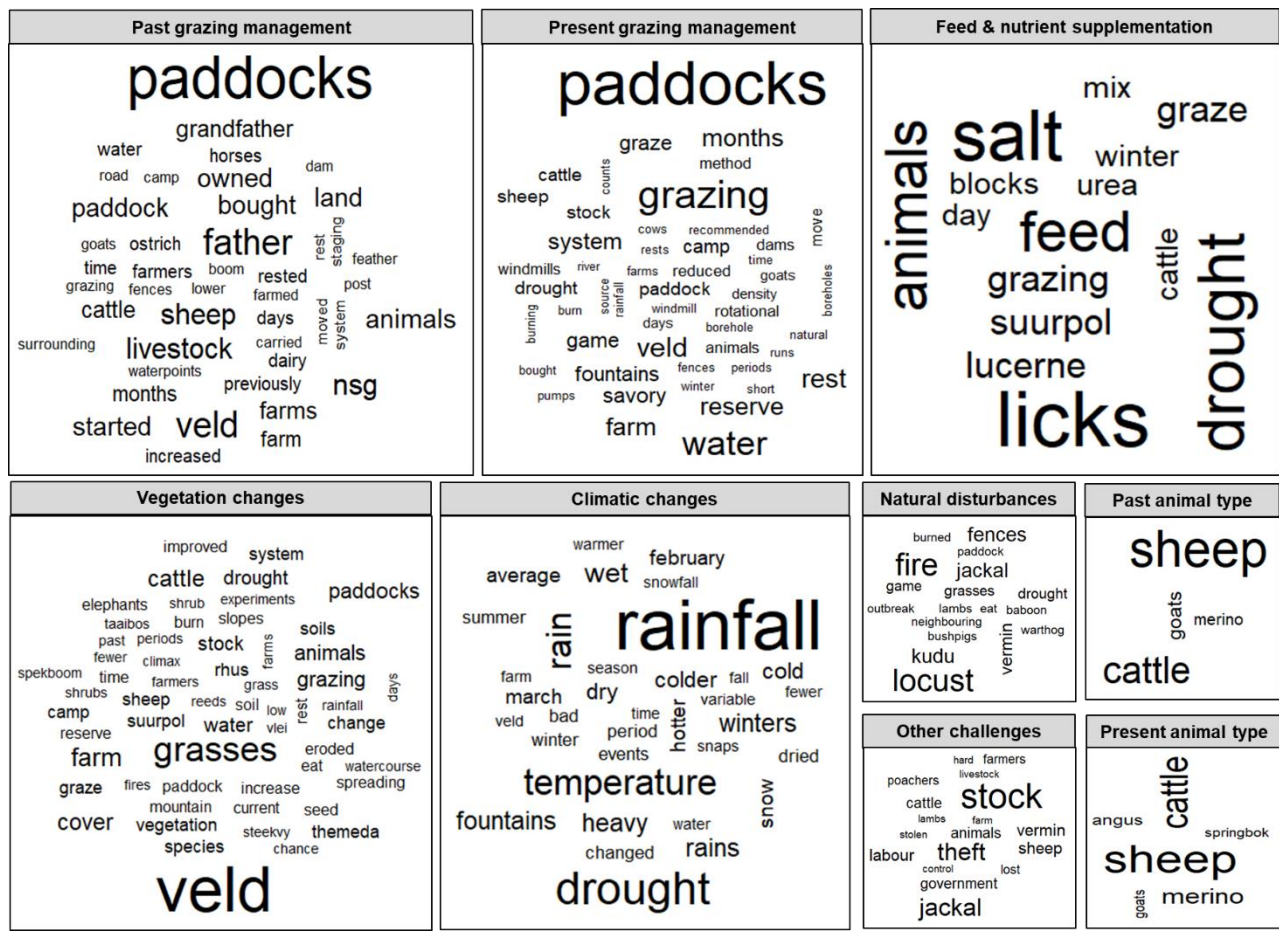 Past grazing management
paddocks
grandfather
water
horses
dam
road camp owned
paddock bought land
goats ostrich father rest staging
feather
time farmers boom rested
grazing fences lower farmed post
cattle sheep days moved system animals
surrounding livestock carried
waterpoints dairy
months previously nsg
started veld farms
farm
increased
Present grazing management
paddocks
graze months
method
cattle counts
sheep grazing
stock
cows recommended move
system rests camp dams
time
windmills river farms reduced goats
drought source rainfall paddock density boreholes
burning burn windmill rotational
days borehole natural
game veld animals runs
bought fountains fences periods rest
pumps savory winter short
reserve
farm
water
Feed & nutrient supplementation
mix
graze
animals salt winter
blocks urea
day feed cattle drought
grazing
suurpol
lucerne
licks
Vegetation changes
improved
system
cattle drought
paddocks
elephants shrub experiments
taaibos burn slopes
past periods stock farms soils
fewer climax animals
spekboom time farmers rhus grass grazing days
shrubs sheep reeds soil low rest rainfall
camp suurpol water vlei change
reserve
farm grasses eroded
eat watercourse
graze fires paddock increase spreading
mountain current seed
cover vegetation steekvy themeda
species chance
veld
Climatic changes
warmer
february
average wet snowfall
summer rain rainfall
season
farm colder fall cold
march dry variable fewer
veld bad time hotter winters
winter period
events snaps dried
temperature snow
fountains heavy water
changed rains
drought
Natural disturbances
burned fences
paddock
fire jackal
game grasses drought
outbreak lambs eat baboon
neighbouring
bushpigs vermin warthog
kudu
locust
Past animal type
sheep
goats merino
cattle
Other challenges
hard farmers
livestock
poachers
cattle stock
lambs farm
stolen animals vermin
labour theft sheep
control lost
government
jackal
Present animal type
cattle
angus
springbok
sheep
goats merino